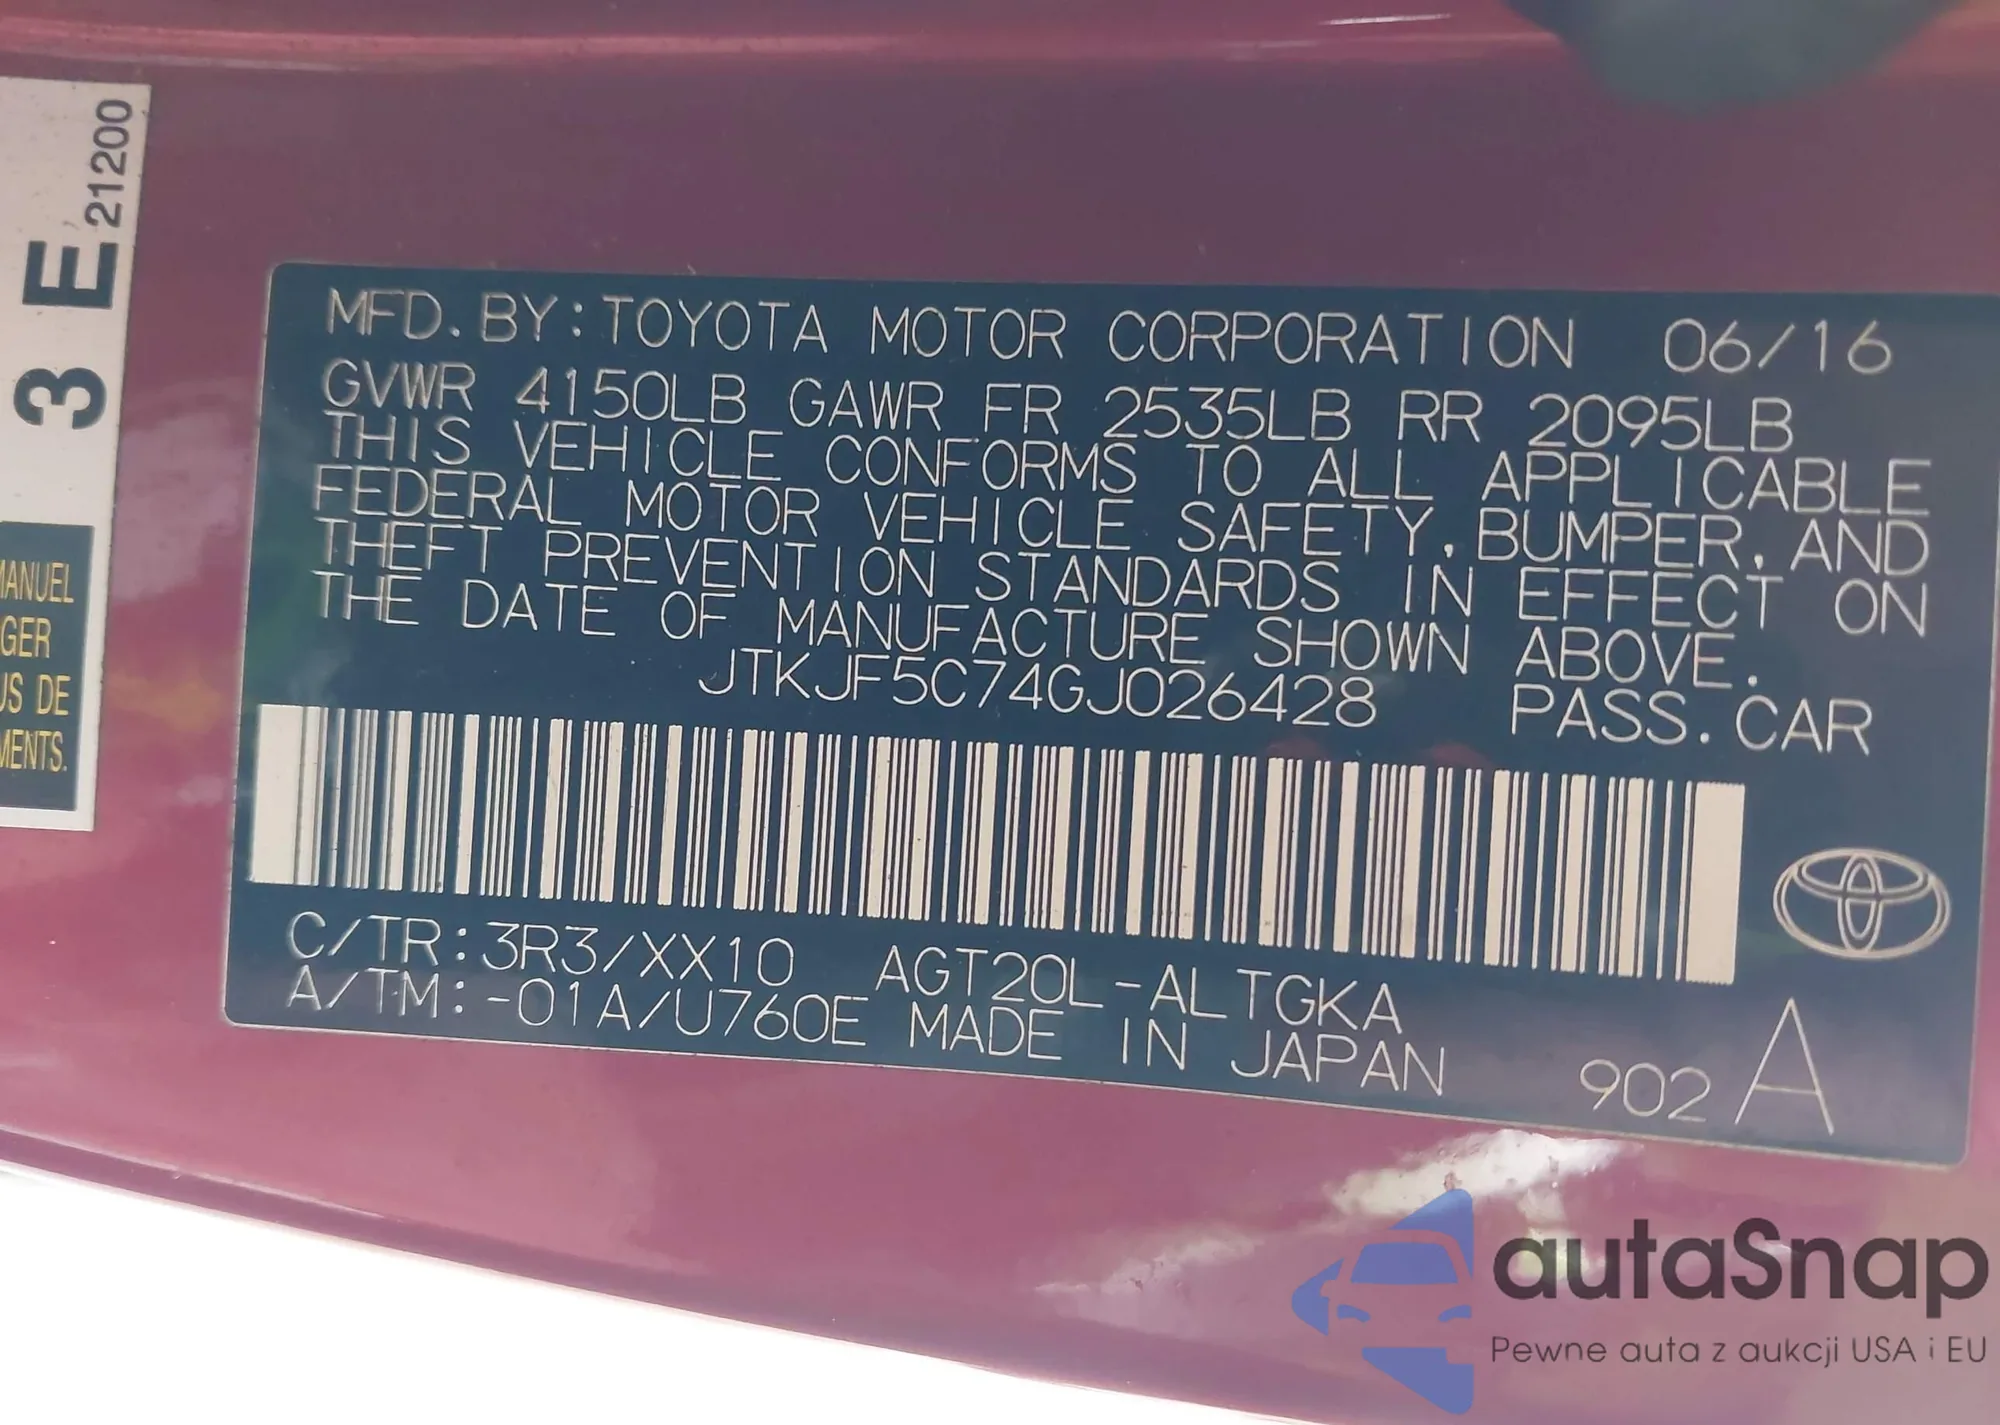 3 E 21200
MANUEL
GER
US DE
MENTS.
MFD. BY: TOYOTA MOTOR CORPORATION 06/16
GVWR 4150LB GAWR FR 2535LB RR 2095LB
THIS VEHICLE CONFORMS TO ALL APPLICABLE
FEDERAL MOTOR VEHICLE SAFETY, BUMPER, AND
THEFT PREVENTION STANDARDS IN EFFECT ON
THE DATE OF MANUFACTURE SHOWN ABOVE.
JTKJF5C74GJ026428 PASS. CAR
C/TR: 3R3/XX10 AGT20L-ALTGKA
A/TM: -01A/U760E MADE IN JAPAN
902 A
autaSnap
Pewne auta z aukcji USA i EU